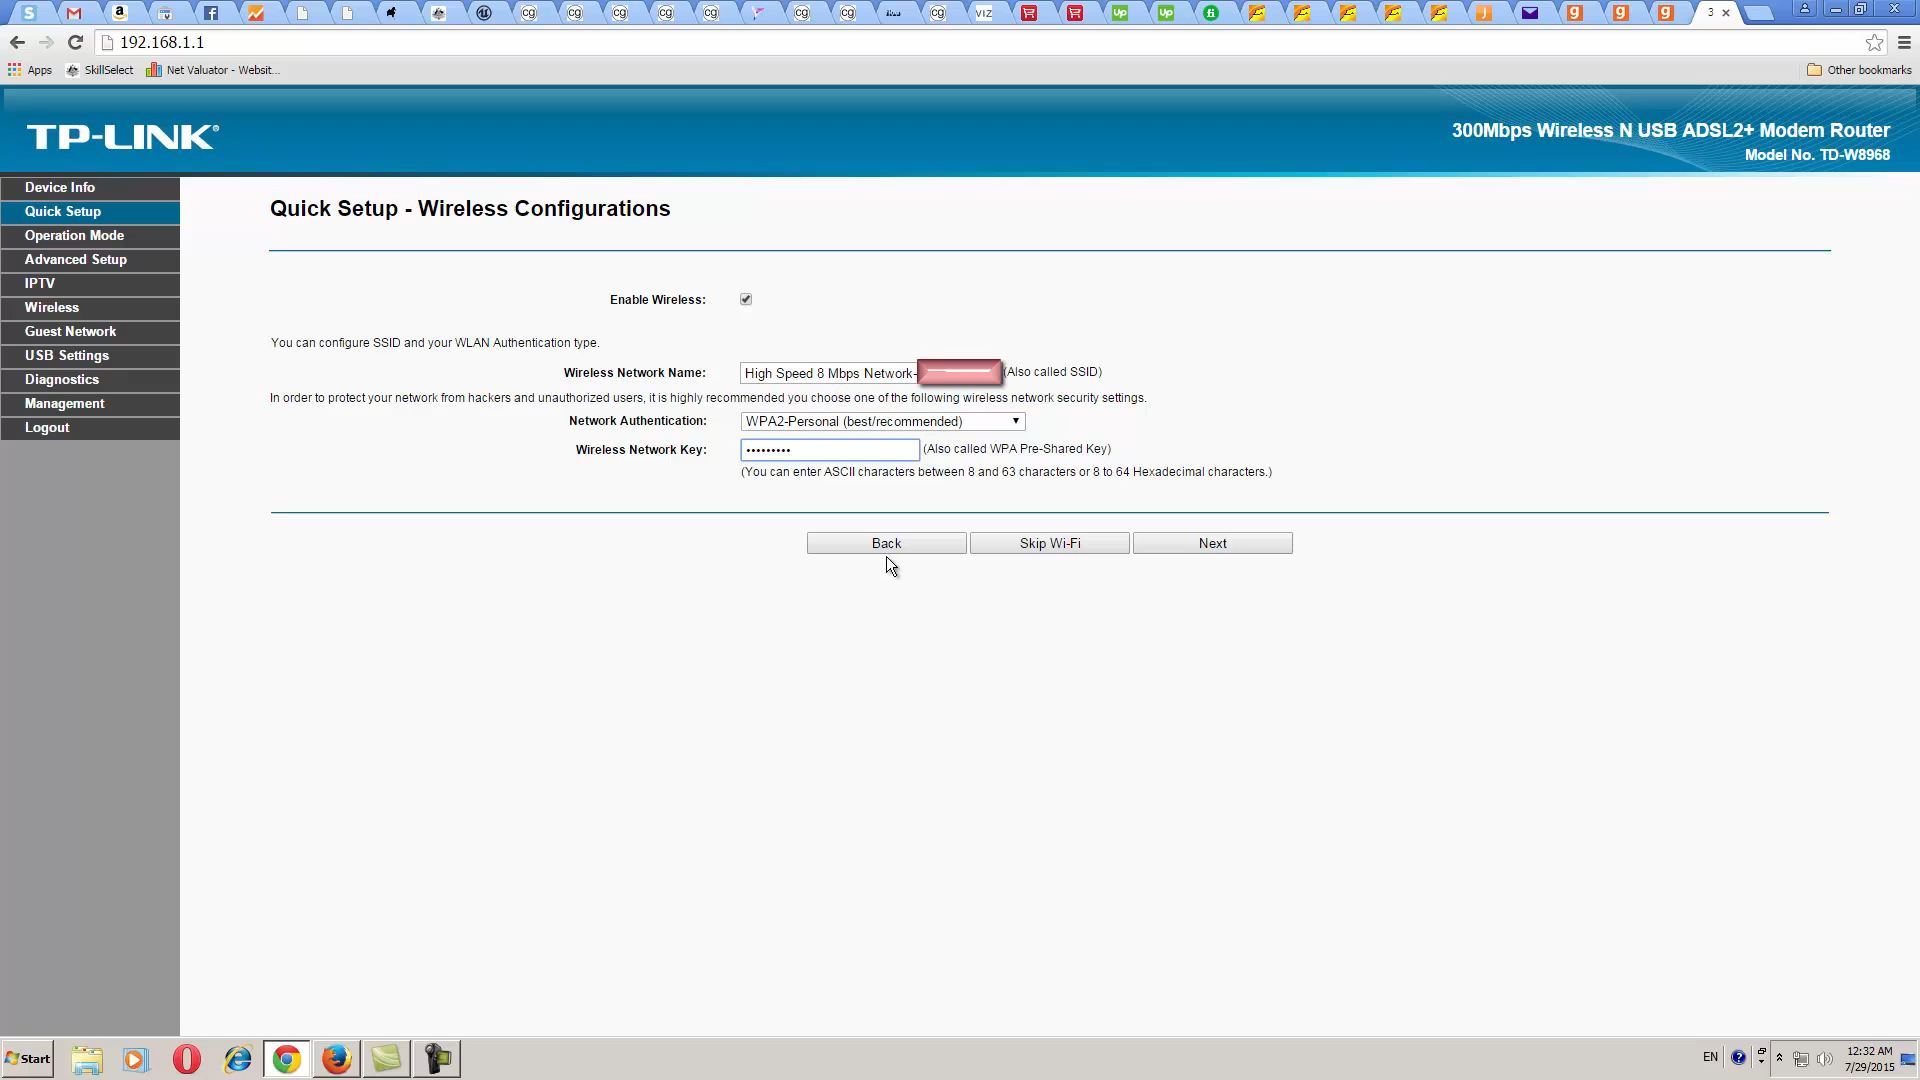 3
192.168.1.1
Apps SkillSelect Net Valuator - Websit... Other bookmarks
TP-LINK®
300Mbps Wireless N USB ADSL2+ Modem Router
Model No. TD-W8968
Device Info
Quick Setup
Operation Mode
Advanced Setup
IPTV
Wireless
Guest Network
USB Settings
Diagnostics
Management
Logout
Quick Setup - Wireless Configurations
Enable Wireless:
You can configure SSID and your WLAN Authentication type.
Wireless Network Name: High Speed 8 Mbps Network- (Also called SSID)
In order to protect your network from hackers and unauthorized users, it is highly recommended you choose one of the following wireless network security settings.
Network Authentication: WPA2-Personal (best/recommended)
Wireless Network Key: ••••••••• (Also called WPA Pre-Shared Key)
(You can enter ASCII characters between 8 and 63 characters or 8 to 64 Hexadecimal characters.)
Back Skip Wi-Fi Next
Start
EN
12:32 AM
7/29/2015